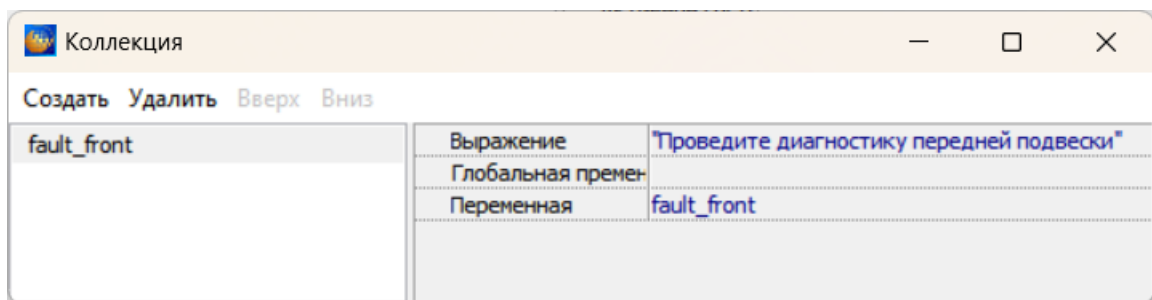 Коллекция
Создать Удалить Вверх Вниз
fault_front
Выражение "Проведите диагностику передней подвески"
Глобальная премен
Переменная fault_front